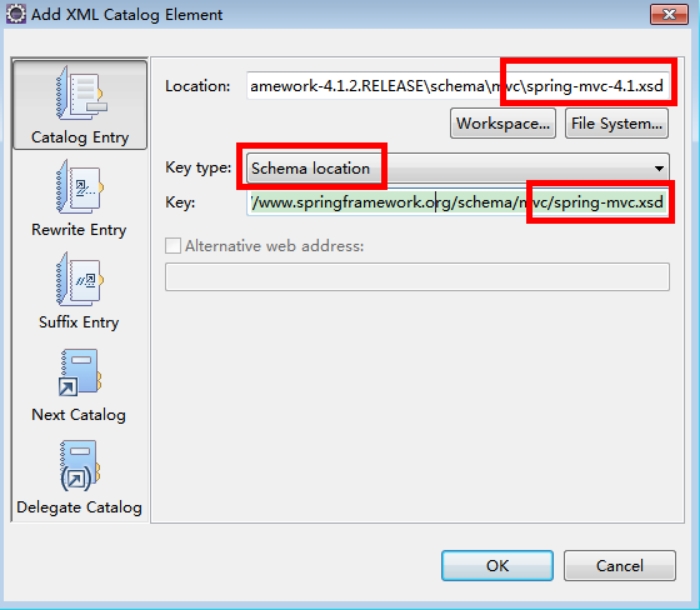 Add XML Catalog Element
Catalog Entry
Rewrite Entry
Suffix Entry
Next Catalog
Delegate Catalog
Location: amework-4.1.2.RELEASE\schema\mvc\spring-mvc-4.1.xsd
Workspace... File System...
Key type: Schema location
Key: '/www.springframework.org/schema/mvc/spring-mvc.xsd
Alternative web address:
OK Cancel